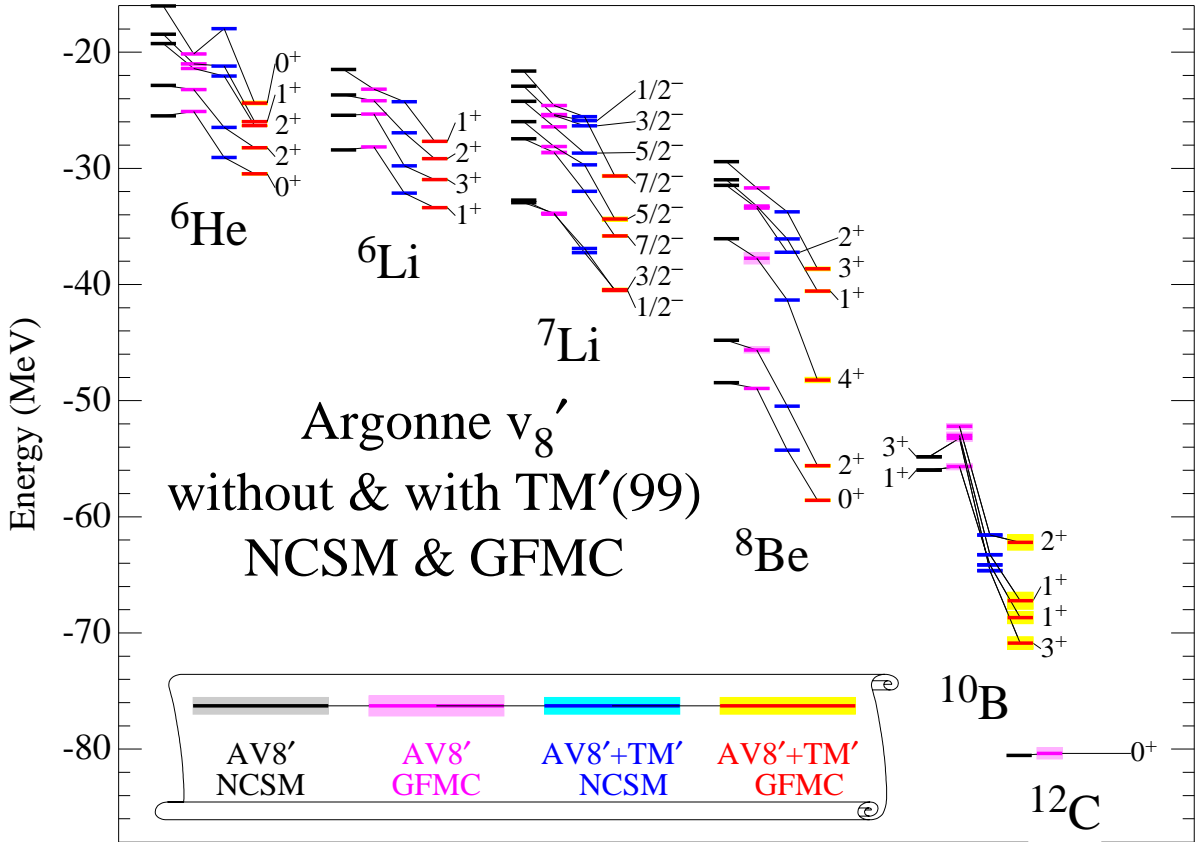 -20
-30
-40
-50
-60
-70
-80
Energy (MeV)
0⁺
1⁺
2⁺
2⁺
0⁺
⁶He
1⁺
2⁺
3⁺
1⁺
⁶Li
1/2⁻
3/2⁻
5/2⁻
7/2⁻
5/2⁻
7/2⁻
3/2⁻
1/2⁻
⁷Li
2⁺
3⁺
1⁺
4⁺
2⁺
0⁺
⁸Be
3⁺
1⁺
2⁺
1⁺
1⁺
3⁺
¹⁰B
0⁺
¹²C
Argonne v₈′
without & with TM′(99)
NCSM & GFMC
AV8′
NCSM
AV8′
GFMC
AV8′+TM′
NCSM
AV8′+TM′
GFMC